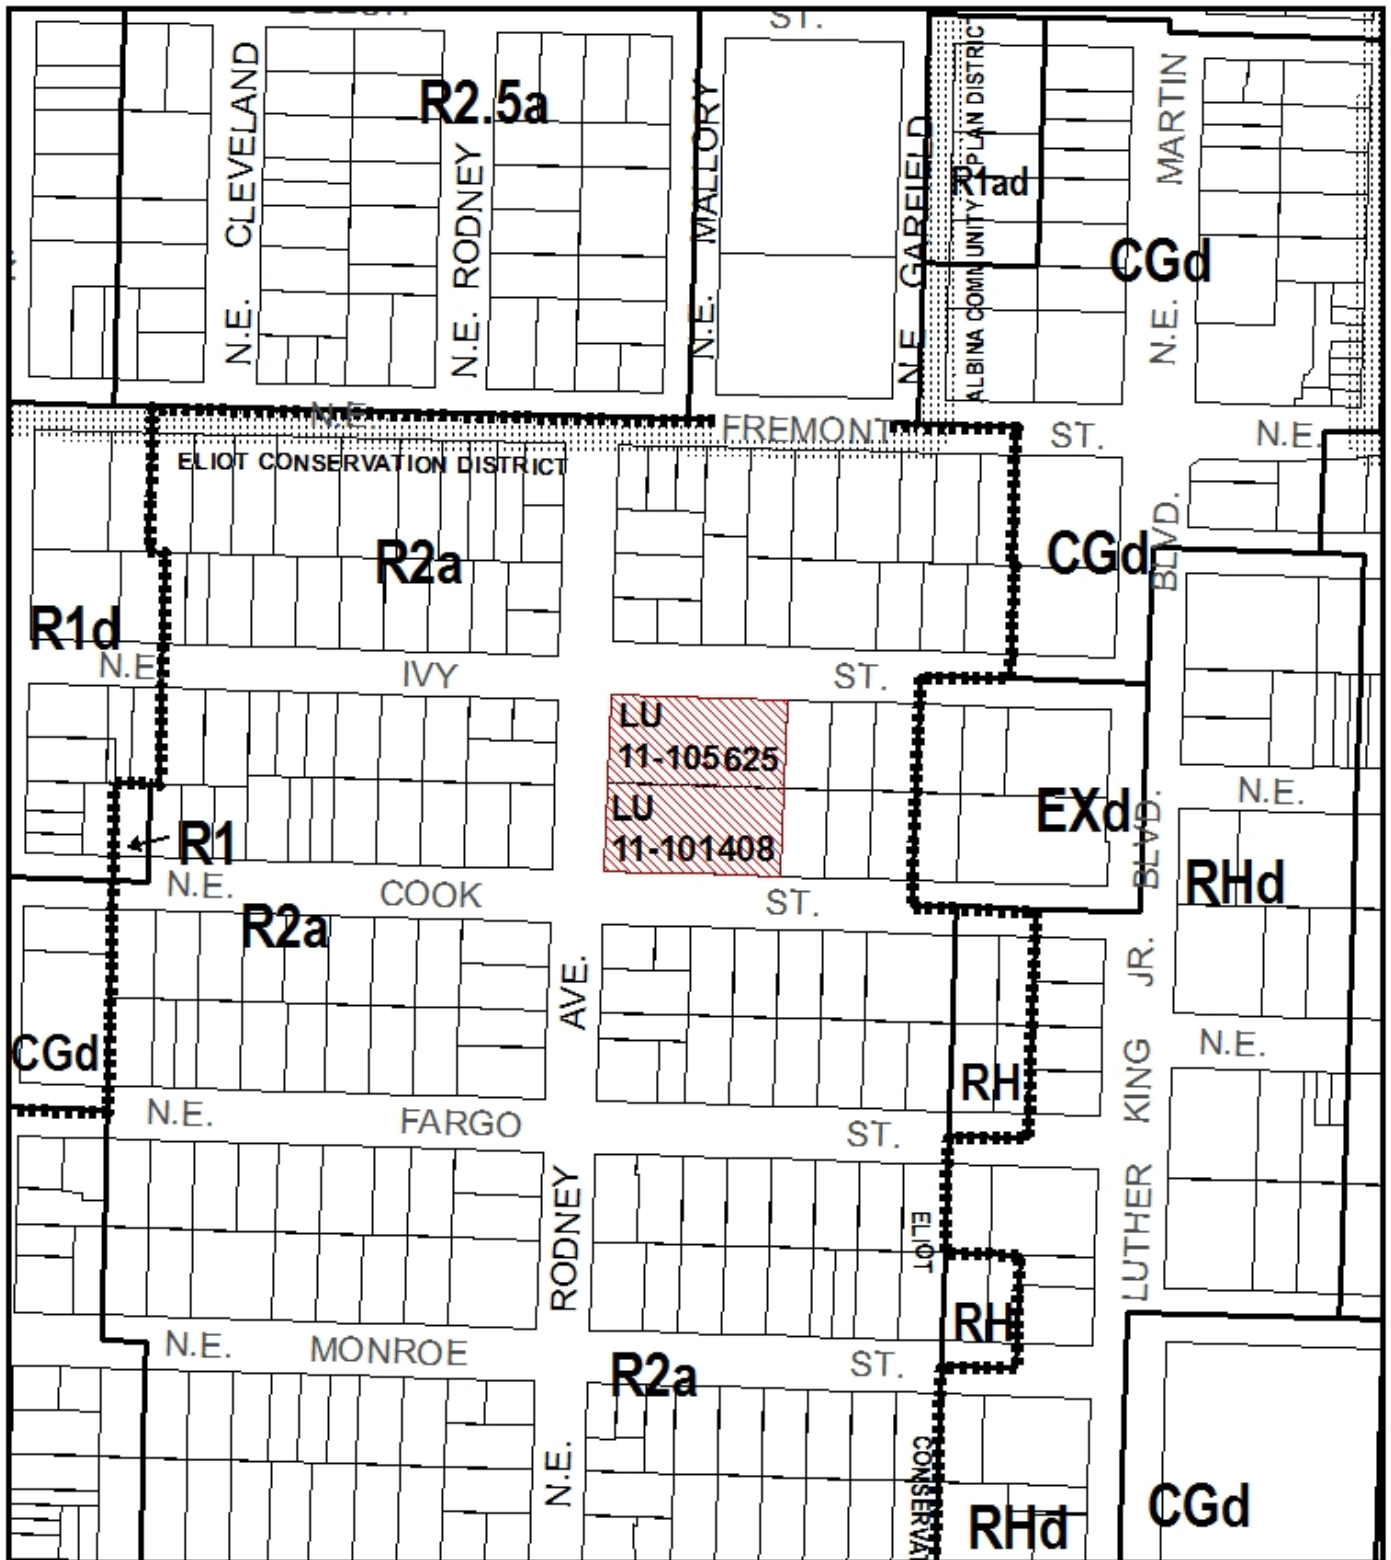 ST.
N.E. CLEVELAND
R2.5a
N.E. RODNEY
N.E. MALLORY
N.E. GARFIELD
ALBINA COMMUNITY PLAN DISTRICT
R1ad
MARTIN
CGd
N.E.
N.E.
FREMONT
ST.
N.E.
ELIOT CONSERVATION DISTRICT
R2a
CGd
BLVD.
R1d
N.E.
IVY
ST.
LU
11-105625
LU
11-101408
EXd
N.E.
BLVD.
R1
RHd
N.E.
COOK
ST.
R2a
AVE.
JR.
CGd
N.E.
KING
RH
N.E.
FARGO
ST.
RODNEY
ELIOT
LUTHER
RH
N.E.
MONROE
ST.
R2a
N.E.
CONSERVAT
RHd
CGd